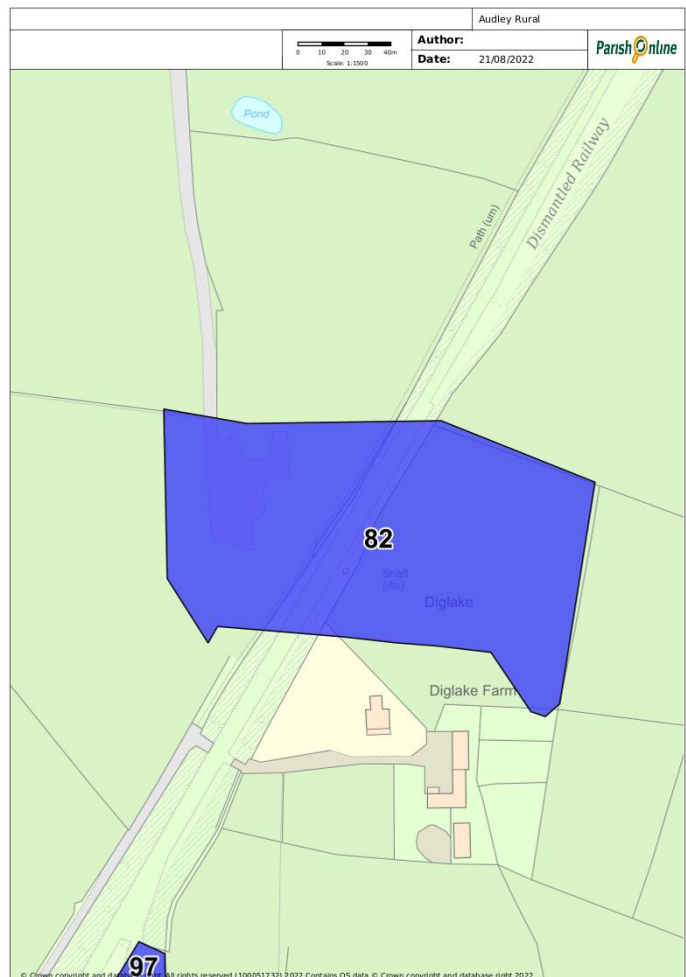 Audley Rural
0 10 20 30 40m
Scale: 1:1500
Author:
Date: 21/08/2022
Parish Online
Pond
Path (um)
Dismantled Railway
82
Shaft
(dis)
Diglake
Diglake Farm
97
© Crown copyright and database right. All rights reserved (100051732) 2022 Contains OS data © Crown copyright and database right 2022